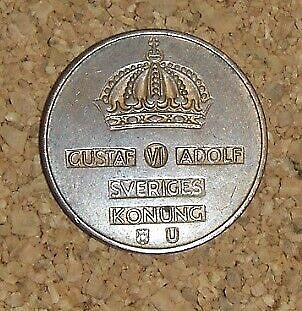 GUSTAF VI ADOLF
SVERIGES
KONUNG
U